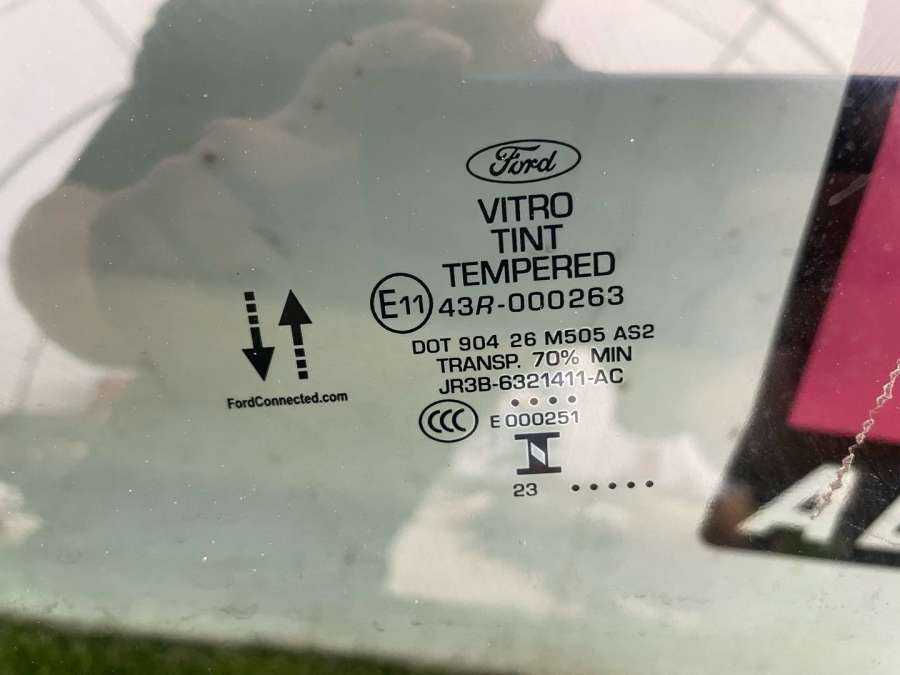 Ford
VITRO
TINT
TEMPERED
E11 43R-000263
DOT 904 26 M505 AS2
TRANSP. 70% MIN
JR3B-6321411-AC
FordConnected.com
CCC E 000251
23